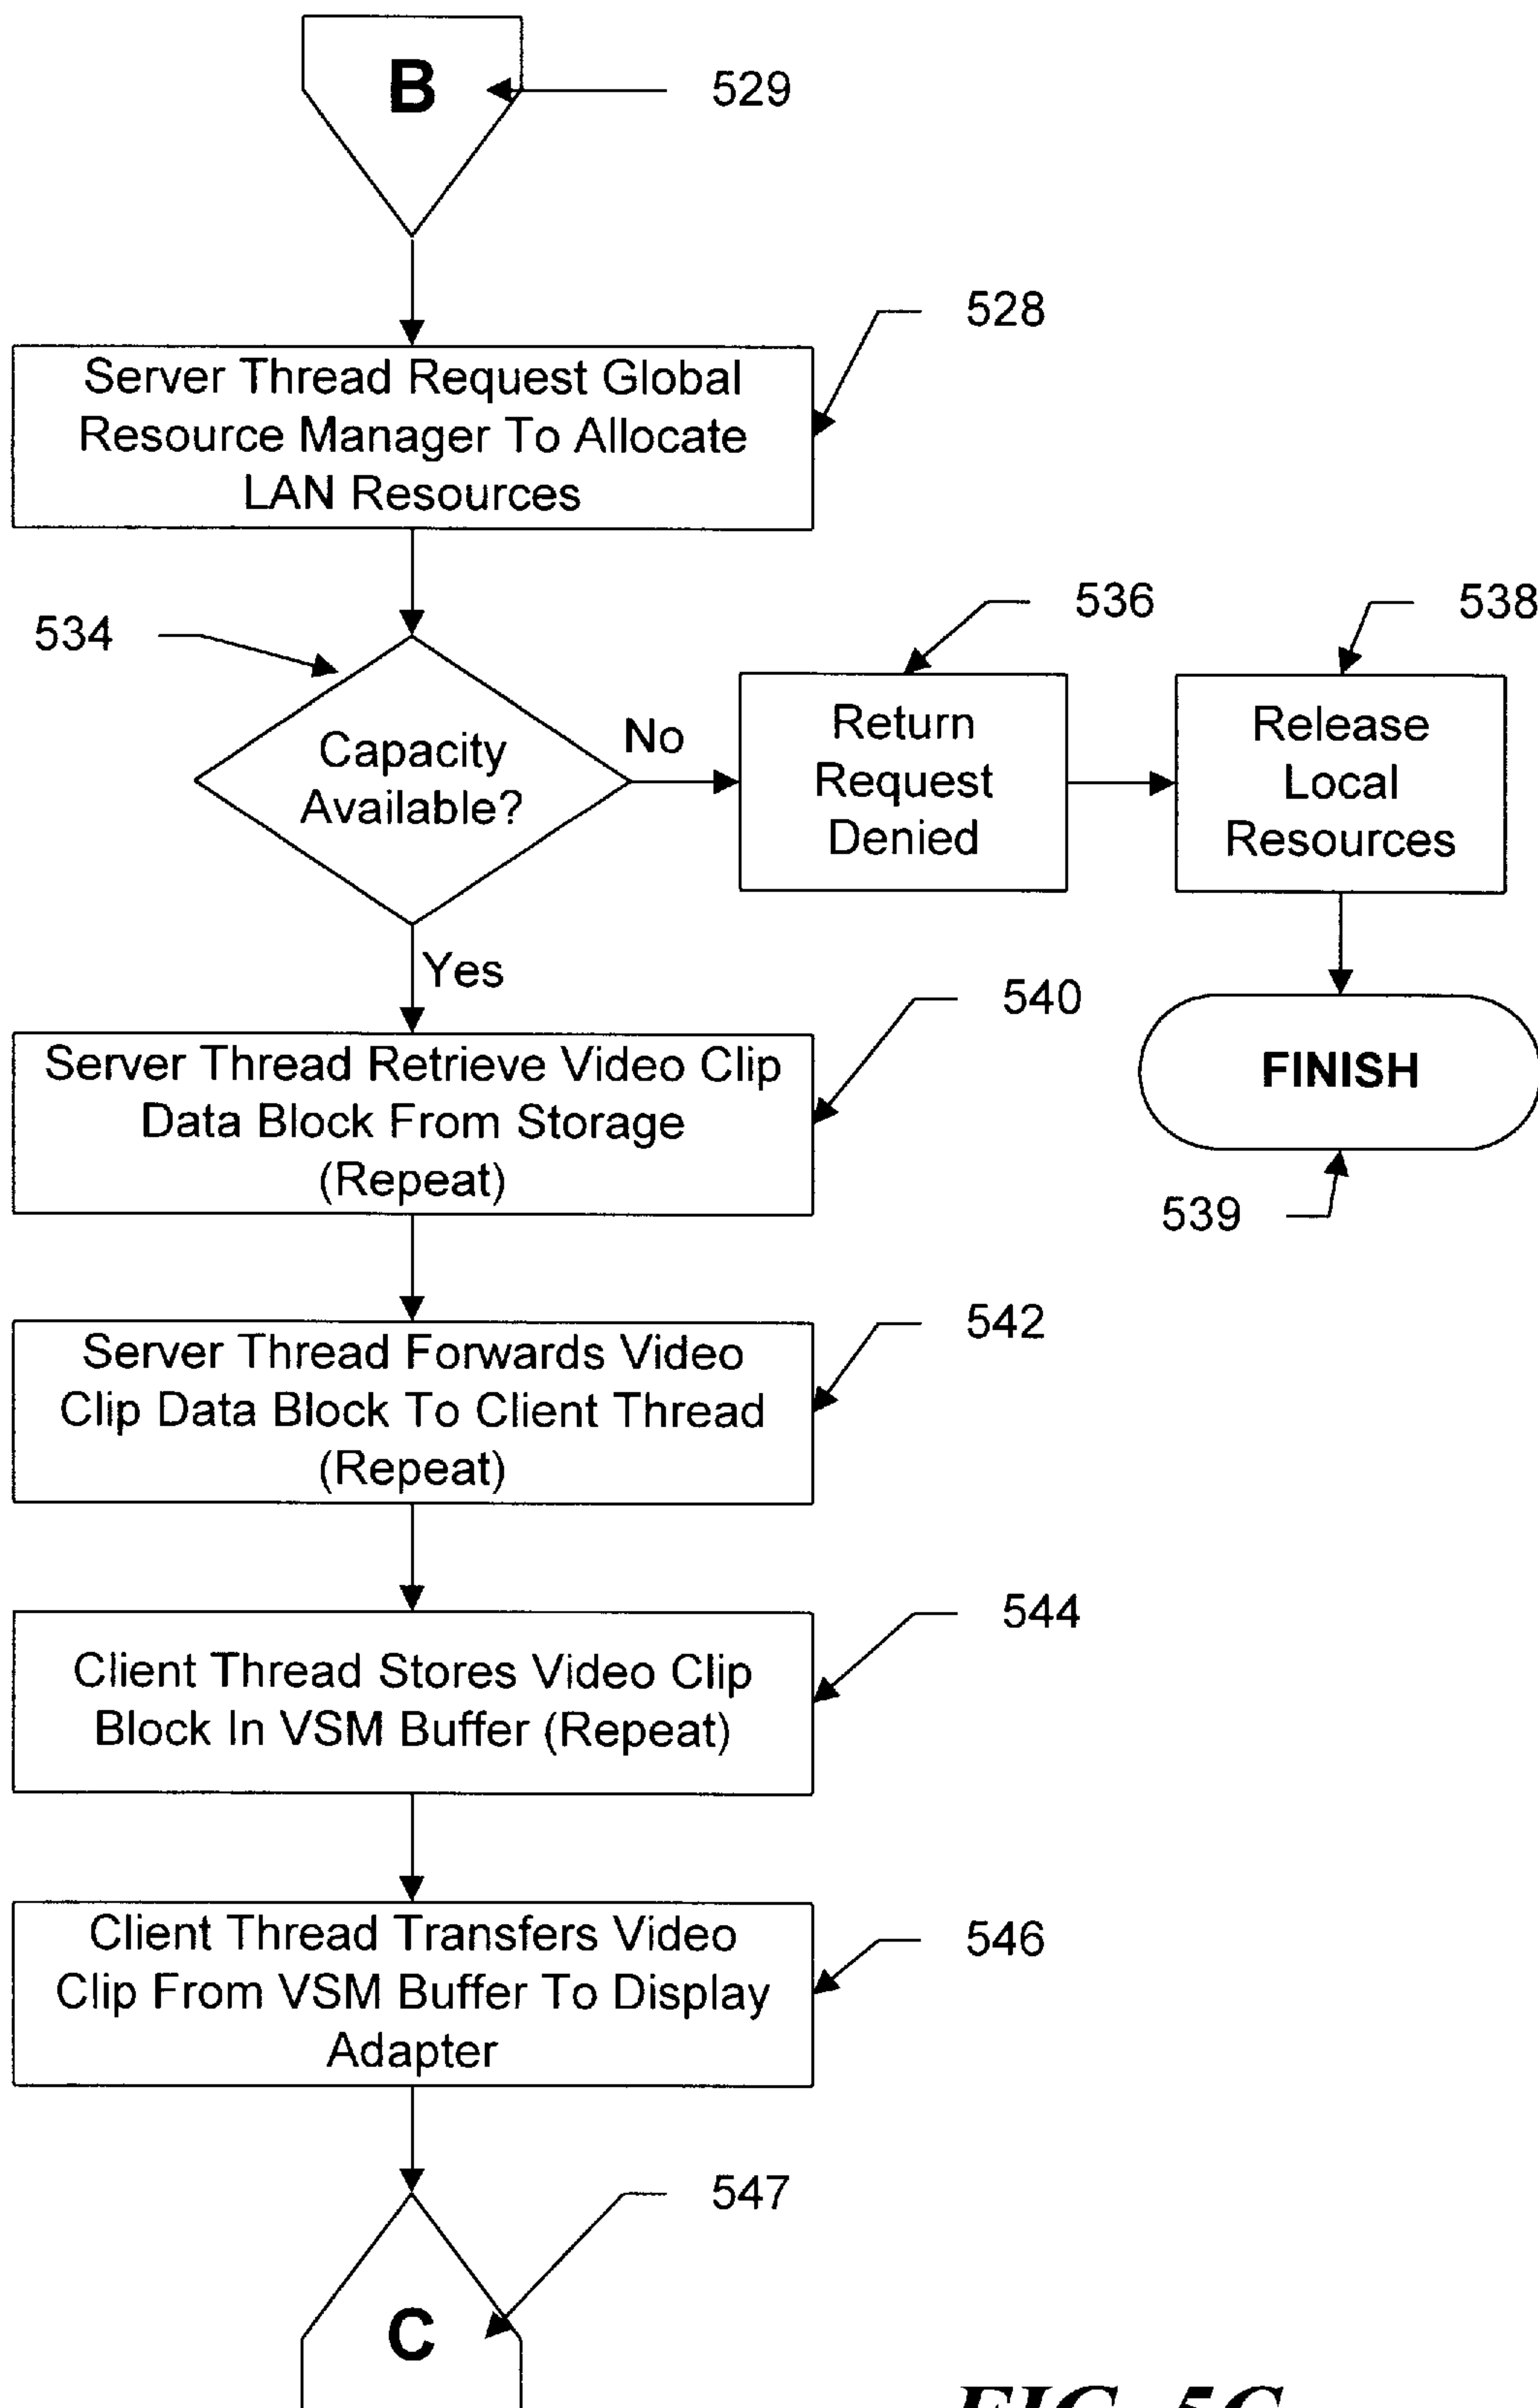 B
529
528
Server Thread Request Global
Resource Manager To Allocate
LAN Resources
534
536
538
Capacity
Available?
No
Return
Request
Denied
Release
Local
Resources
Yes
540
Server Thread Retrieve Video Clip
Data Block From Storage
(Repeat)
FINISH
539
542
Server Thread Forwards Video
Clip Data Block To Client Thread
(Repeat)
544
Client Thread Stores Video Clip
Block In VSM Buffer (Repeat)
546
Client Thread Transfers Video
Clip From VSM Buffer To Display
Adapter
547
C
FIG. 5C